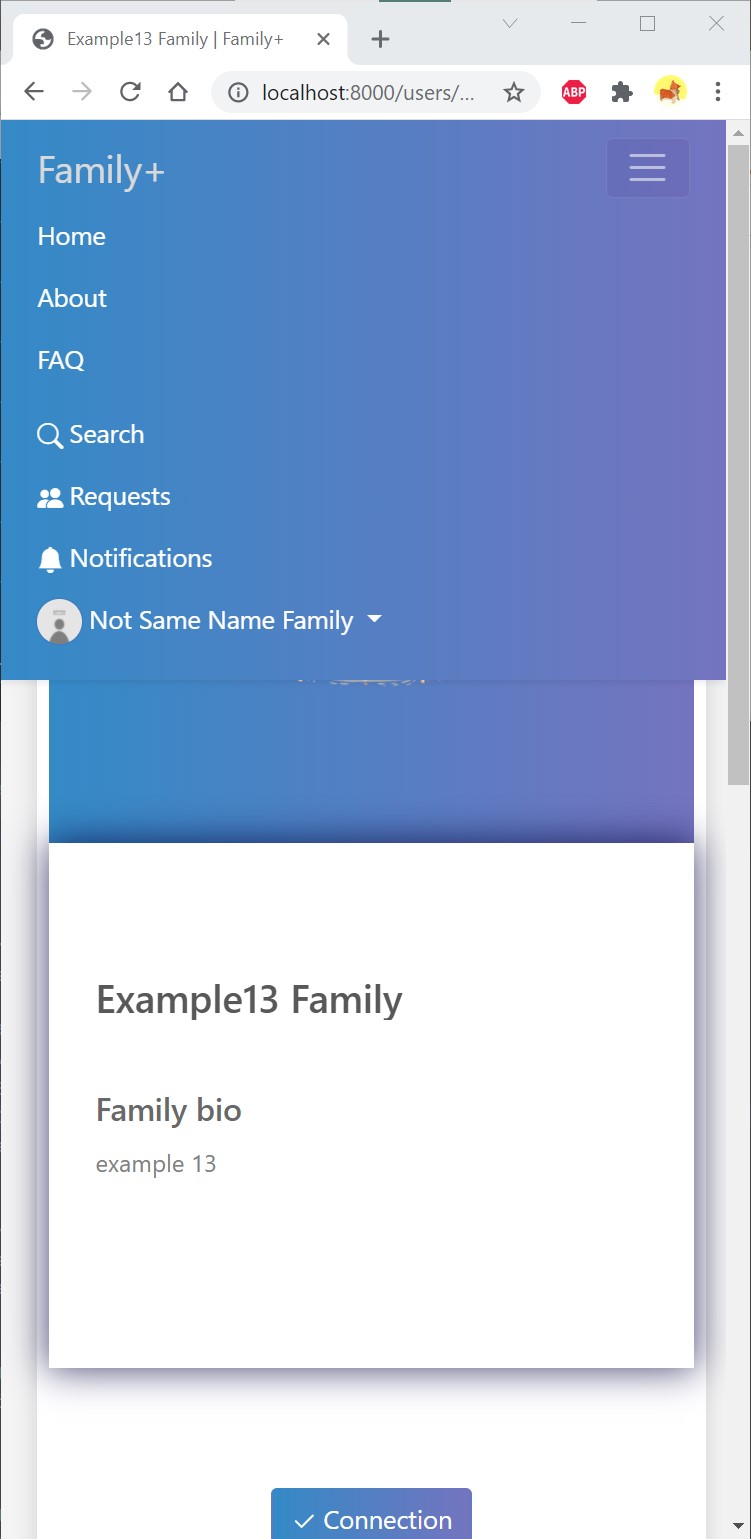 Example13 Family | Family+
localhost:8000/users/...
ABP
Family+
Home
About
FAQ
Search
Requests
Notifications
Not Same Name Family
Example13 Family
Family bio
example 13
Connection